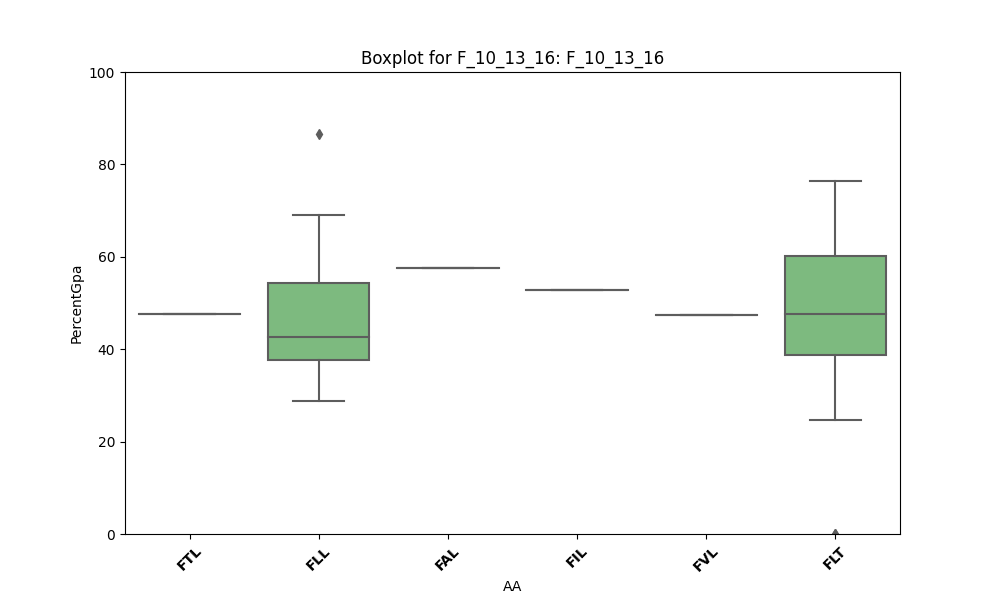 Boxplot for F_10_13_16: F_10_13_16
100
80
60
40
20
0
PercentGpa
FTL
FLL
FAL
FIL
FVL
FLT
AA